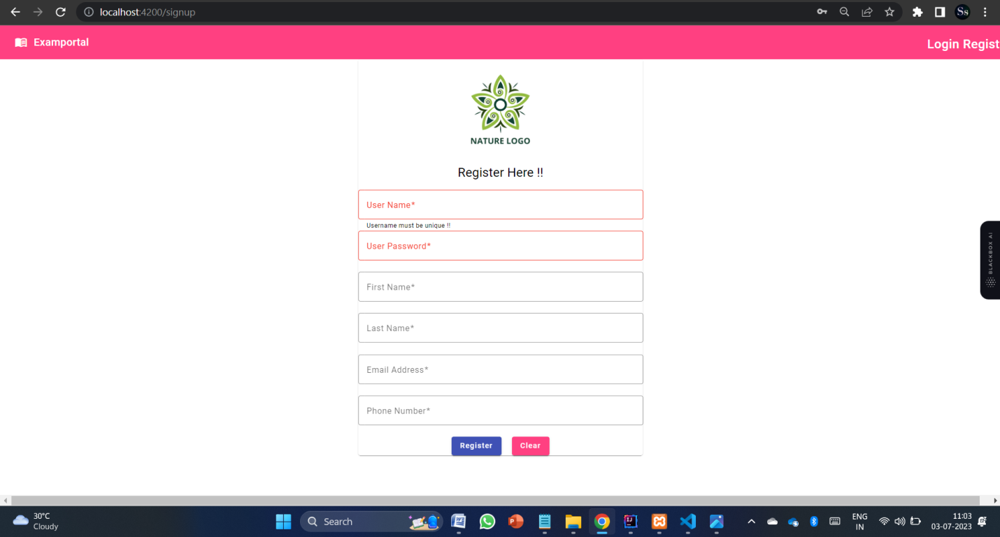 localhost:4200/signup
Ss
Examportal
Login Regist
NATURE LOGO
Register Here !!
User Name*
Username must be unique !!
User Password*
First Name*
Last Name*
Email Address*
Phone Number*
Register Clear
BLACKBOX AI
30°C
Cloudy
Search
W
P
IJ
ENG
IN
11:03
03-07-2023